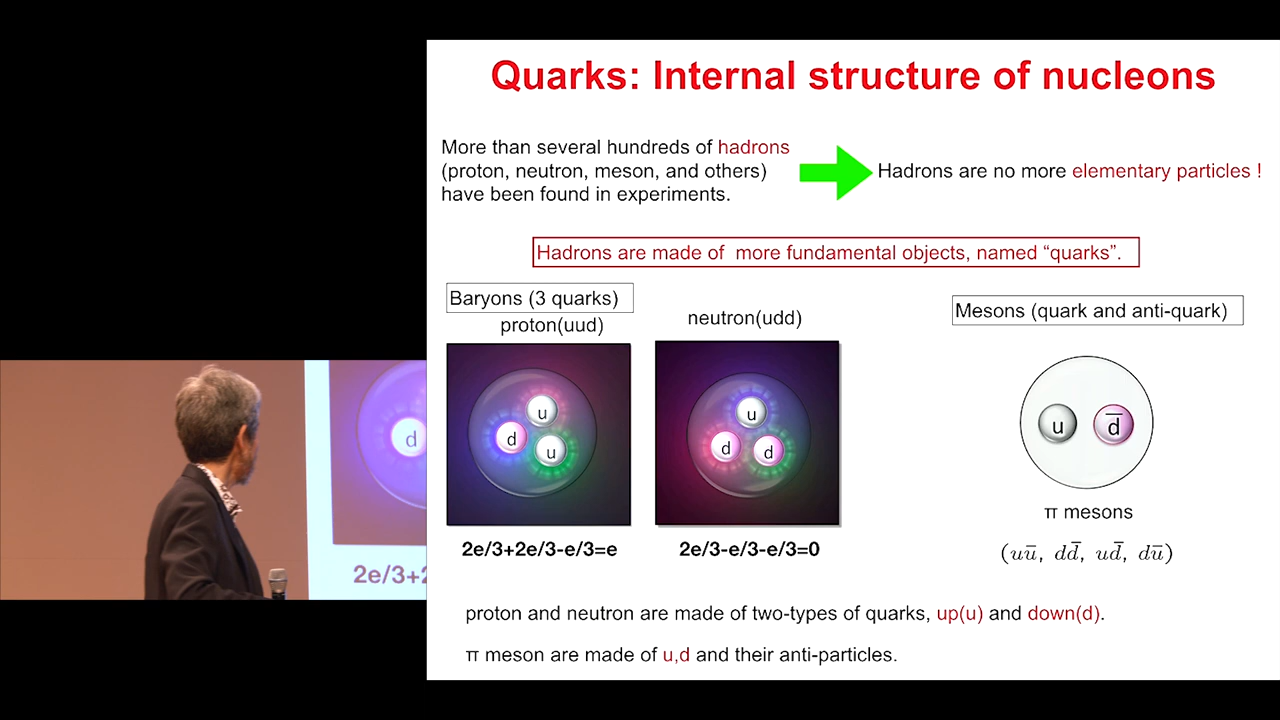 Quarks: Internal structure of nucleons
More than several hundreds of hadrons
(proton, neutron, meson, and others)
have been found in experiments.
Hadrons are no more elementary particles !
Hadrons are made of more fundamental objects, named “quarks”.
Baryons (3 quarks)
proton(uud)
neutron(udd)
Mesons (quark and anti-quark)
u
d
u
u
d
d
u
d̅
d
π mesons
2e/3+2e/3-e/3=e
2e/3-e/3-e/3=0
(uu̅, dd̅, ud̅, du̅)
2e/3+2
proton and neutron are made of two-types of quarks, up(u) and down(d).
π meson are made of u,d and their anti-particles.